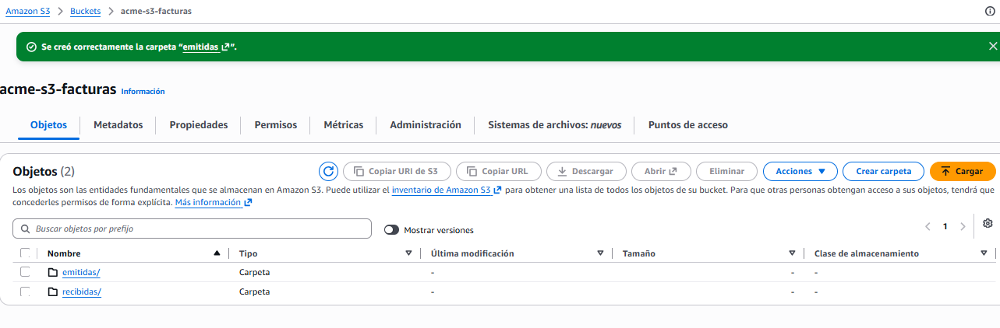 Amazon S3 > Buckets > acme-s3-facturas
Se creó correctamente la carpeta “emitidas”.
acme-s3-facturas Información
Objetos Metadatos Propiedades Permisos Métricas Administración Sistemas de archivos: nuevos Puntos de acceso
Objetos (2) Copiar URI de S3 Copiar URL Descargar Abrir Eliminar Acciones Crear carpeta Cargar
Los objetos son las entidades fundamentales que se almacenan en Amazon S3. Puede utilizar el inventario de Amazon S3 para obtener una lista de todos los objetos de su bucket. Para que otras personas obtengan acceso a sus objetos, tendrá que
concederles permisos de forma explícita. Más información
Buscar objetos por prefijo Mostrar versiones 1
Nombre Tipo Última modificación Tamaño Clase de almacenamiento
emitidas/ Carpeta - - -
recibidas/ Carpeta - - -